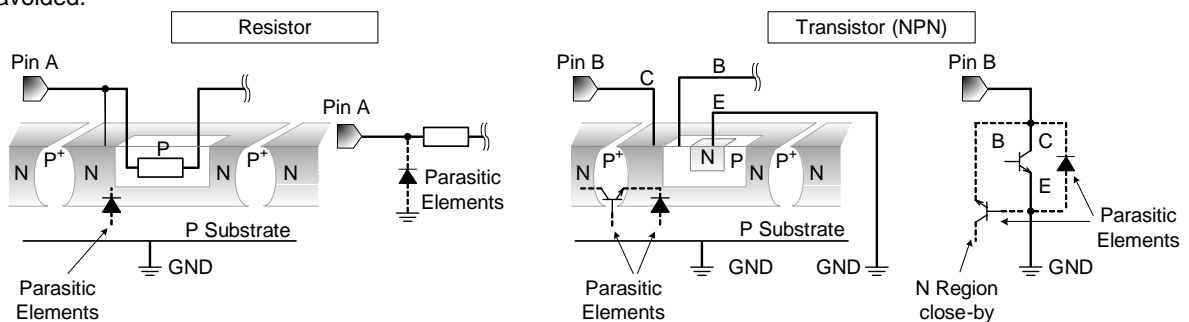 avoided.
Resistor
Transistor (NPN)
Pin A
Pin A
N P+ N P N P+ N
Parasitic
Elements
P Substrate
GND
Parasitic
Elements
Pin B
C
B
E
N P+ N P N P N P+ N
P Substrate
GND
GND
Parasitic
Elements
Pin B
B
C
E
Parasitic
Elements
GND
N Region
close-by